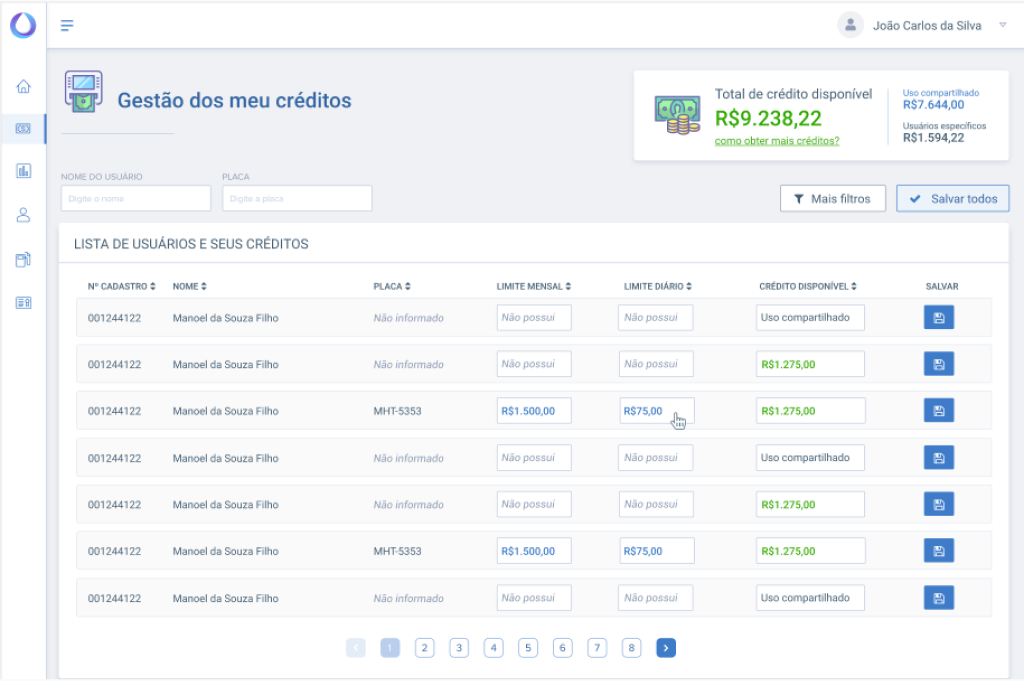 João Carlos da Silva
Gestão dos meu créditos
Total de crédito disponível
R$9.238,22
como obter mais créditos?
Uso compartilhado
R$7.644,00
Usuários específicos
R$1.594,22
NOME DO USUÁRIO PLACA
Digite o nome Digite a placa
Mais filtros Salvar todos
LISTA DE USUÁRIOS E SEUS CRÉDITOS
Nº CADASTRO NOME PLACA LIMITE MENSAL LIMITE DIÁRIO CRÉDITO DISPONÍVEL SALVAR
001244122 Manoel da Souza Filho Não informado Não possui Não possui Uso compartilhado
001244122 Manoel da Souza Filho Não informado Não possui Não possui R$1.275,00
001244122 Manoel da Souza Filho MHT-5353 R$1.500,00 R$75,00 R$1.275,00
001244122 Manoel da Souza Filho Não informado Não possui Não possui Uso compartilhado
001244122 Manoel da Souza Filho Não informado Não possui Não possui R$1.275,00
001244122 Manoel da Souza Filho MHT-5353 R$1.500,00 R$75,00 R$1.275,00
001244122 Manoel da Souza Filho Não informado Não possui Não possui Uso compartilhado
1 2 3 4 5 6 7 8